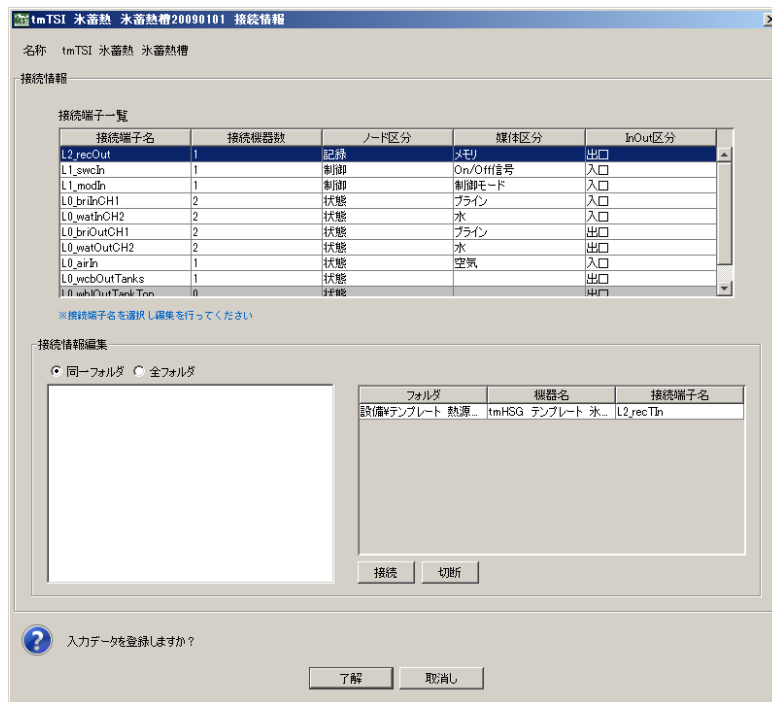 tmTSI 氷蓄熱 氷蓄熱槽20090101 接続情報
名称 tmTSI 氷蓄熱 氷蓄熱槽
接続情報
接続端子一覧
接続端子名 接続機器数 ノード区分 媒体区分 InOut区分
L2_recOut 1 記録 メモリ 出口
L1_swcIn 1 制御 On/Off信号 入口
L1_modIn 1 制御 制御モード 入口
L0_briInCH1 2 状態 ブライン 入口
L0_watInCH2 2 状態 水 入口
L0_briOutCH1 2 状態 ブライン 出口
L0_watOutCH2 2 状態 水 出口
L0_airIn 1 状態 空気 入口
L0_wcbOutTanks 1 状態 出口
L0_wblOutTankTop 0 状態 出口
※接続端子名を選択し編集を行ってください
接続情報編集
同一フォルダ 全フォルダ
フォルダ 機器名 接続端子名
設備¥テンプレート 熱源... tmHSG テンプレート 氷... L2_recTIn
接続 切断
入力データを登録しますか？
了解 取消し